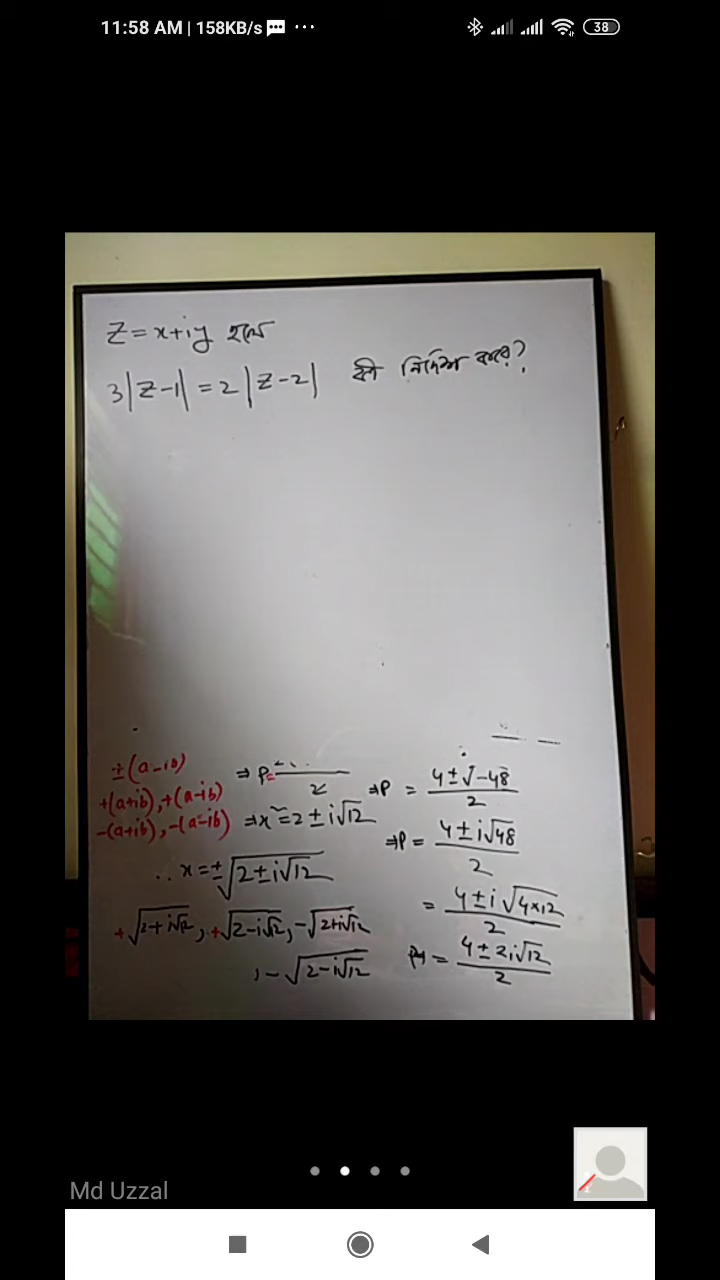 11:58 AM | 158KB/s ···
38
Z = x+iy হলে
3|Z-1| = 2|Z-2| কী নির্দেশ করে?
±(a-ib)
+(a+ib), +(a-ib)
-(a+ib), -(a-ib)
⇒ P=
2
⇒x²=2±i√12
∴ x=±√(2±i√12)
+√(2+i√12), +√(2-i√12), -√(2+i√12)
, -√(2-i√12)
⇒P = (4±√-48)/2
⇒P = (4±i√48)/2
= (4±i√(4×12))/2
= (4±2i√12)/2
Md Uzzal